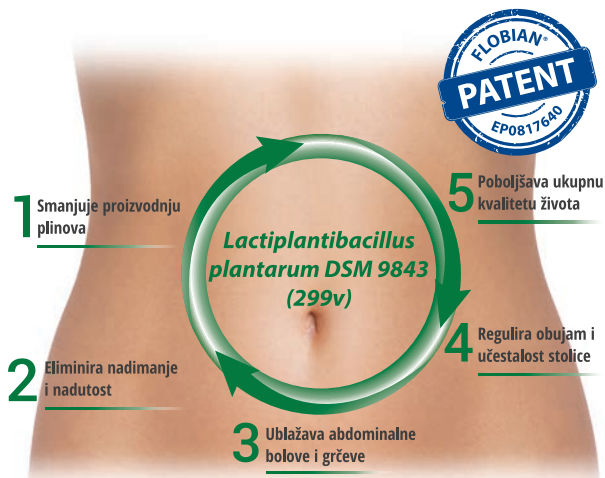 FLOBIAN®
PATENT
EP0817640
1 Smanjuje proizvodnju
plinova
2 Eliminira nadimanje
i nadutost
3 Ublažava abdominalne
bolove i grčeve
4 Regulira obujam i
učestalost stolice
5 Poboljšava ukupnu
kvalitetu života
Lactiplantibacillus
plantarum DSM 9843
(299v)